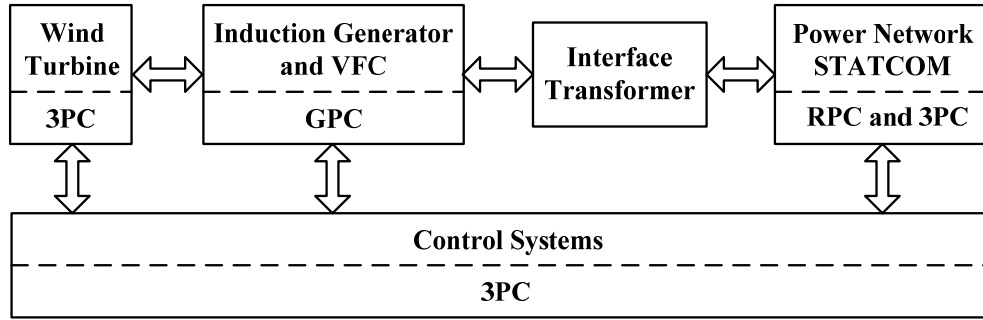 Wind
Turbine
3PC
Induction Generator
and VFC
GPC
Interface
Transformer
Power Network
STATCOM
RPC and 3PC
Control Systems
3PC